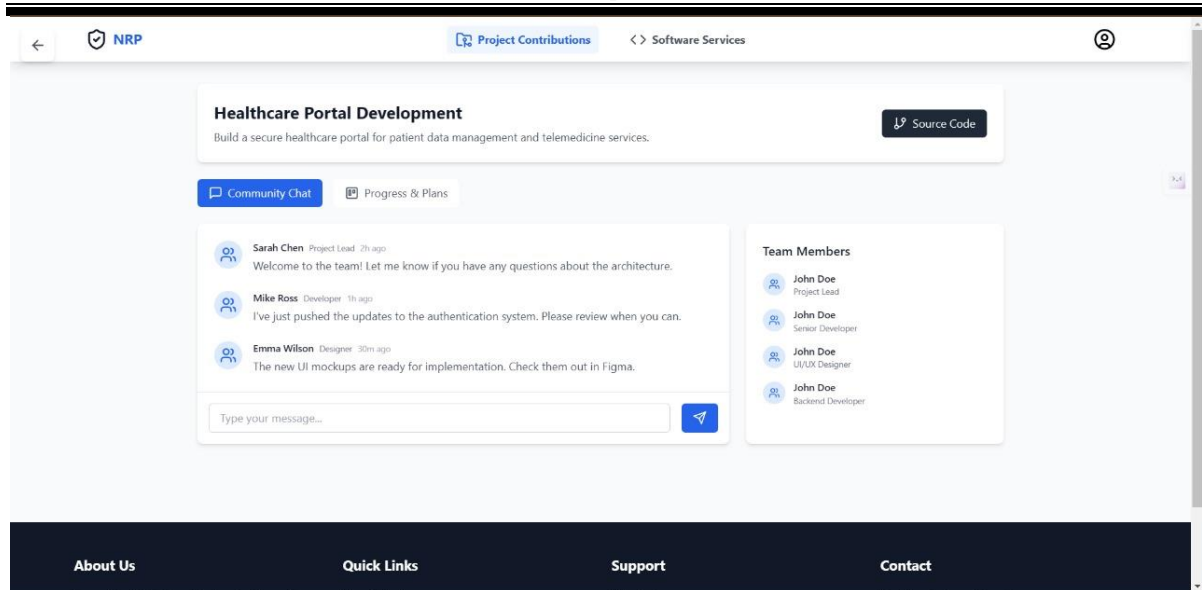 NRP
Project Contributions
<> Software Services
Healthcare Portal Development
Build a secure healthcare portal for patient data management and telemedicine services.
Source Code
Community Chat
Progress & Plans
Sarah Chen Project Lead 2h ago
Welcome to the team! Let me know if you have any questions about the architecture.
Mike Ross Developer 1h ago
I've just pushed the updates to the authentication system. Please review when you can.
Emma Wilson Designer 30m ago
The new UI mockups are ready for implementation. Check them out in Figma.
Type your message...
Team Members
John Doe
Project Lead
John Doe
Senior Developer
John Doe
UI/UX Designer
John Doe
Backend Developer
About Us
Quick Links
Support
Contact